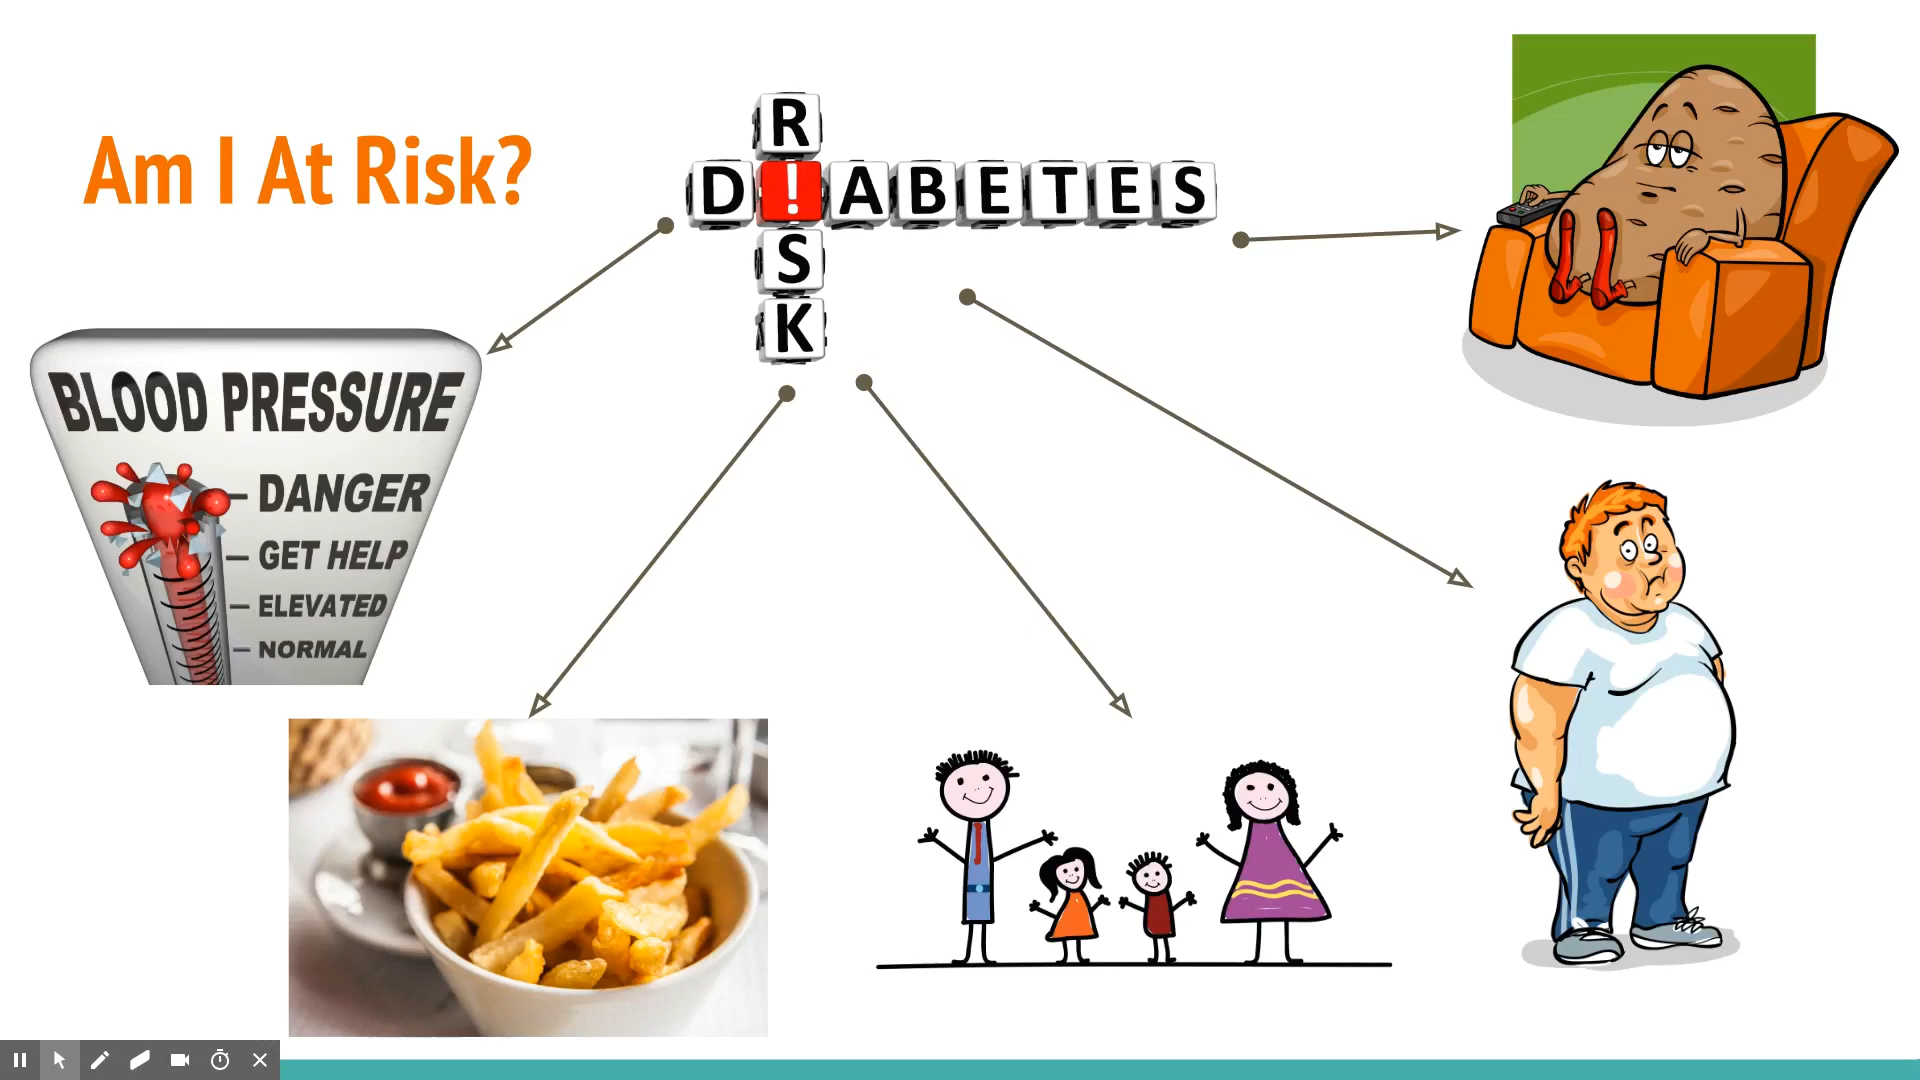 Am I At Risk?
R
D!ABETES
S
K
BLOOD PRESSURE
DANGER
GET HELP
ELEVATED
NORMAL